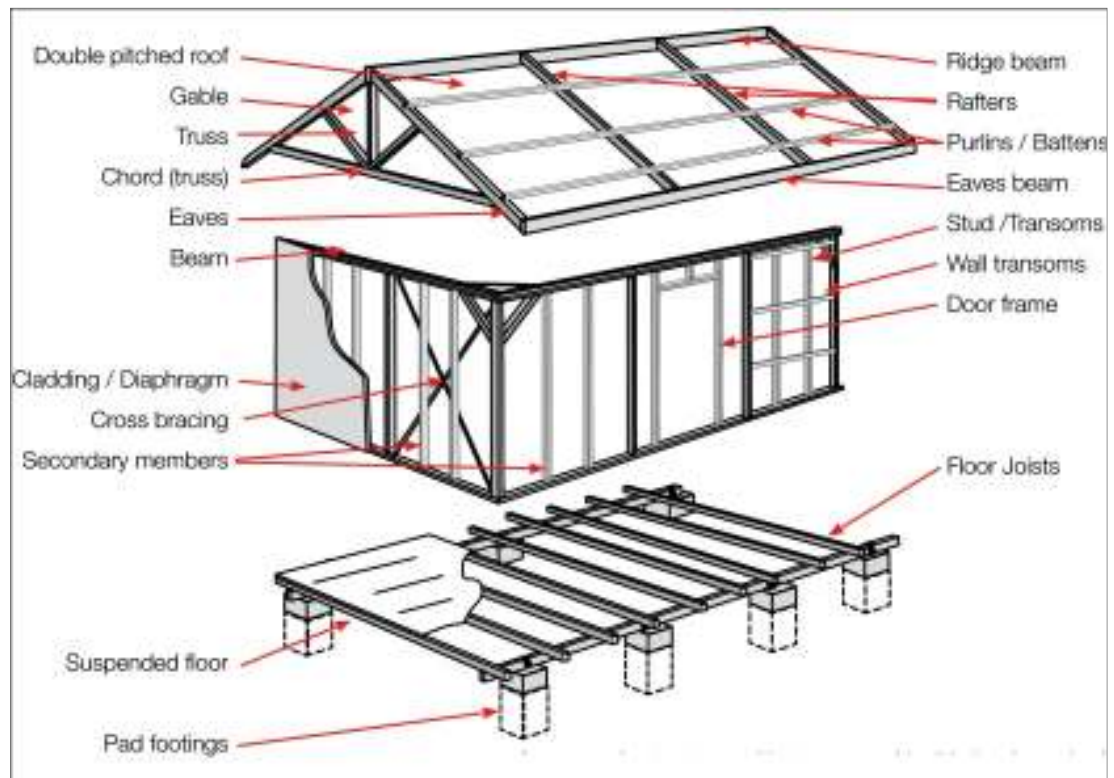 Double pitched roof
Gable
Truss
Chord (truss)
Eaves
Beam
Cladding / Diaphragm
Cross bracing
Secondary members
Suspended floor
Pad footings
Ridge beam
Rafters
Purlins / Battens
Eaves beam
Stud /Transoms
Wall transoms
Door frame
Floor Joists